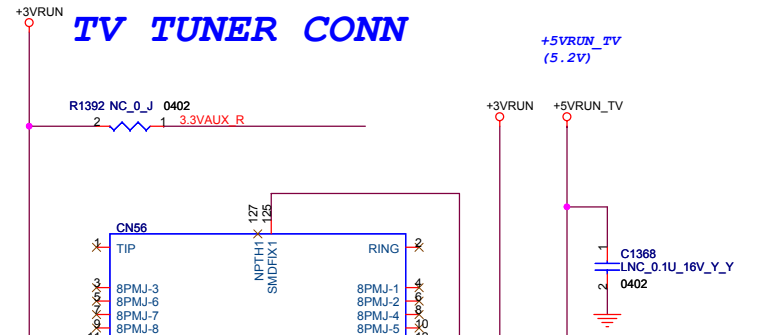 +3VRUN
TV TUNER CONN
+5VRUN_TV
(5.2V)
R1392 NC_0_J 0402
2 1 3.3VAUX_R
+3VRUN +5VRUN_TV
127
125
CN56
1 TIP RING 2
NPTH1
SMDFIX1
1
C1368
LNC_0.1U_16V_Y_Y
2 0402
3 8PMJ-3 8PMJ-1 4
5 8PMJ-6 8PMJ-2 6
7 8PMJ-7 8PMJ-4 8
9 8PMJ-8 8PMJ-5 10